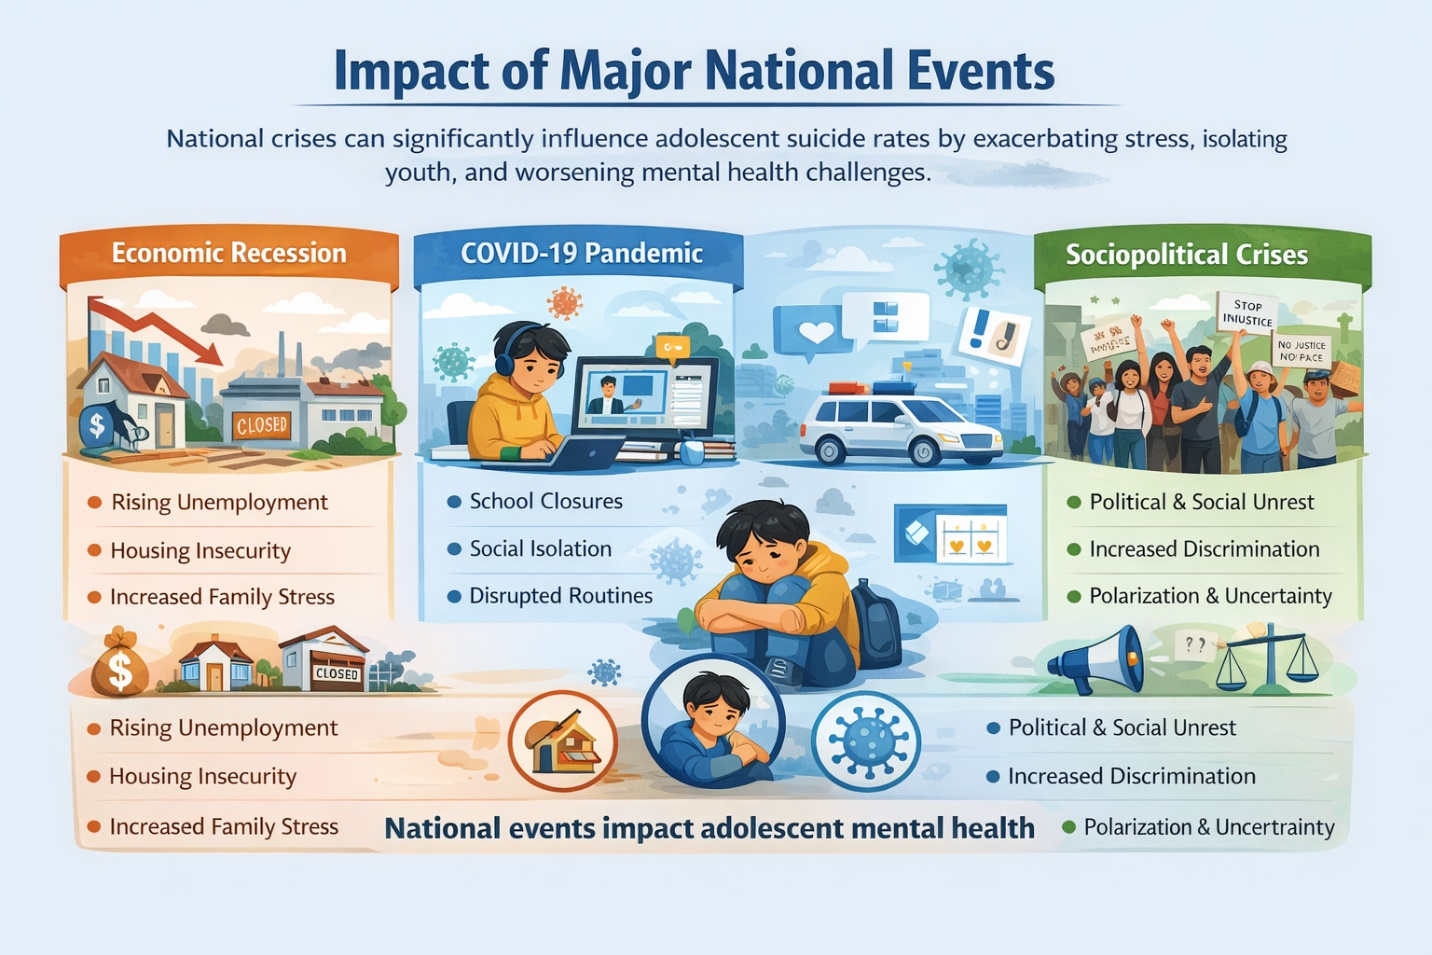 Impact of Major National Events
National crises can significantly influence adolescent suicide rates by exacerbating stress, isolating
youth, and worsening mental health challenges.
Economic Recession
COVID-19 Pandemic
Sociopolitical Crises
STOP
INIUSTICE
NO JUSTICE
NO/ FACE
$
CLOSED
Rising Unemployment
Housing Insecurity
Increased Family Stress
School Closures
Social Isolation
Disrupted Routines
Political & Social Unrest
Increased Discrimination
Polarization & Uncertainty
$
CLOSED
??
Rising Unemployment
Housing Insecurity
Increased Family Stress
National events impact adolescent mental health
Political & Social Unrest
Increased Discrimination
Polarization & Uncertrainty